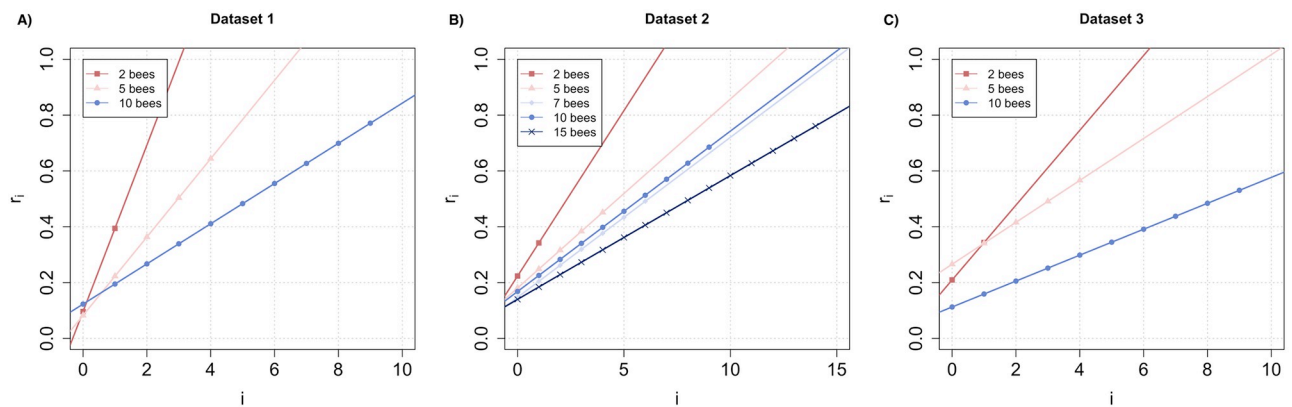 A)
Dataset 1
2 bees
5 bees
10 bees
0.0 0.2 0.4 0.6 0.8 1.0
r_i
0 2 4 6 8 10
i
B)
Dataset 2
2 bees
5 bees
7 bees
10 bees
15 bees
0.0 0.2 0.4 0.6 0.8 1.0
r_i
0 5 10 15
i
C)
Dataset 3
2 bees
5 bees
10 bees
0.0 0.2 0.4 0.6 0.8 1.0
r_i
0 2 4 6 8 10
i